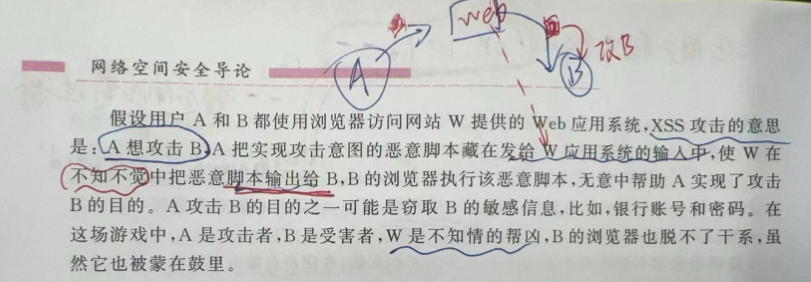 web
A
B
攻B
网络空间安全导论
假设用户 A 和 B 都使用浏览器访问网站 W 提供的 Web 应用系统,XSS 攻击的意思
是:A 想攻击 B,A 把实现攻击意图的恶意脚本藏在发给 W 应用系统的输入中,使 W 在
不知不觉中把恶意脚本输出给 B,B 的浏览器执行该恶意脚本,无意中帮助 A 实现了攻击
B 的目的。A 攻击 B 的目的之一可能是窃取 B 的敏感信息,比如,银行账号和密码。在
这场游戏中,A 是攻击者,B 是受害者,W 是不知情的帮凶,B 的浏览器也脱不了干系,虽
然它也被蒙在鼓里。